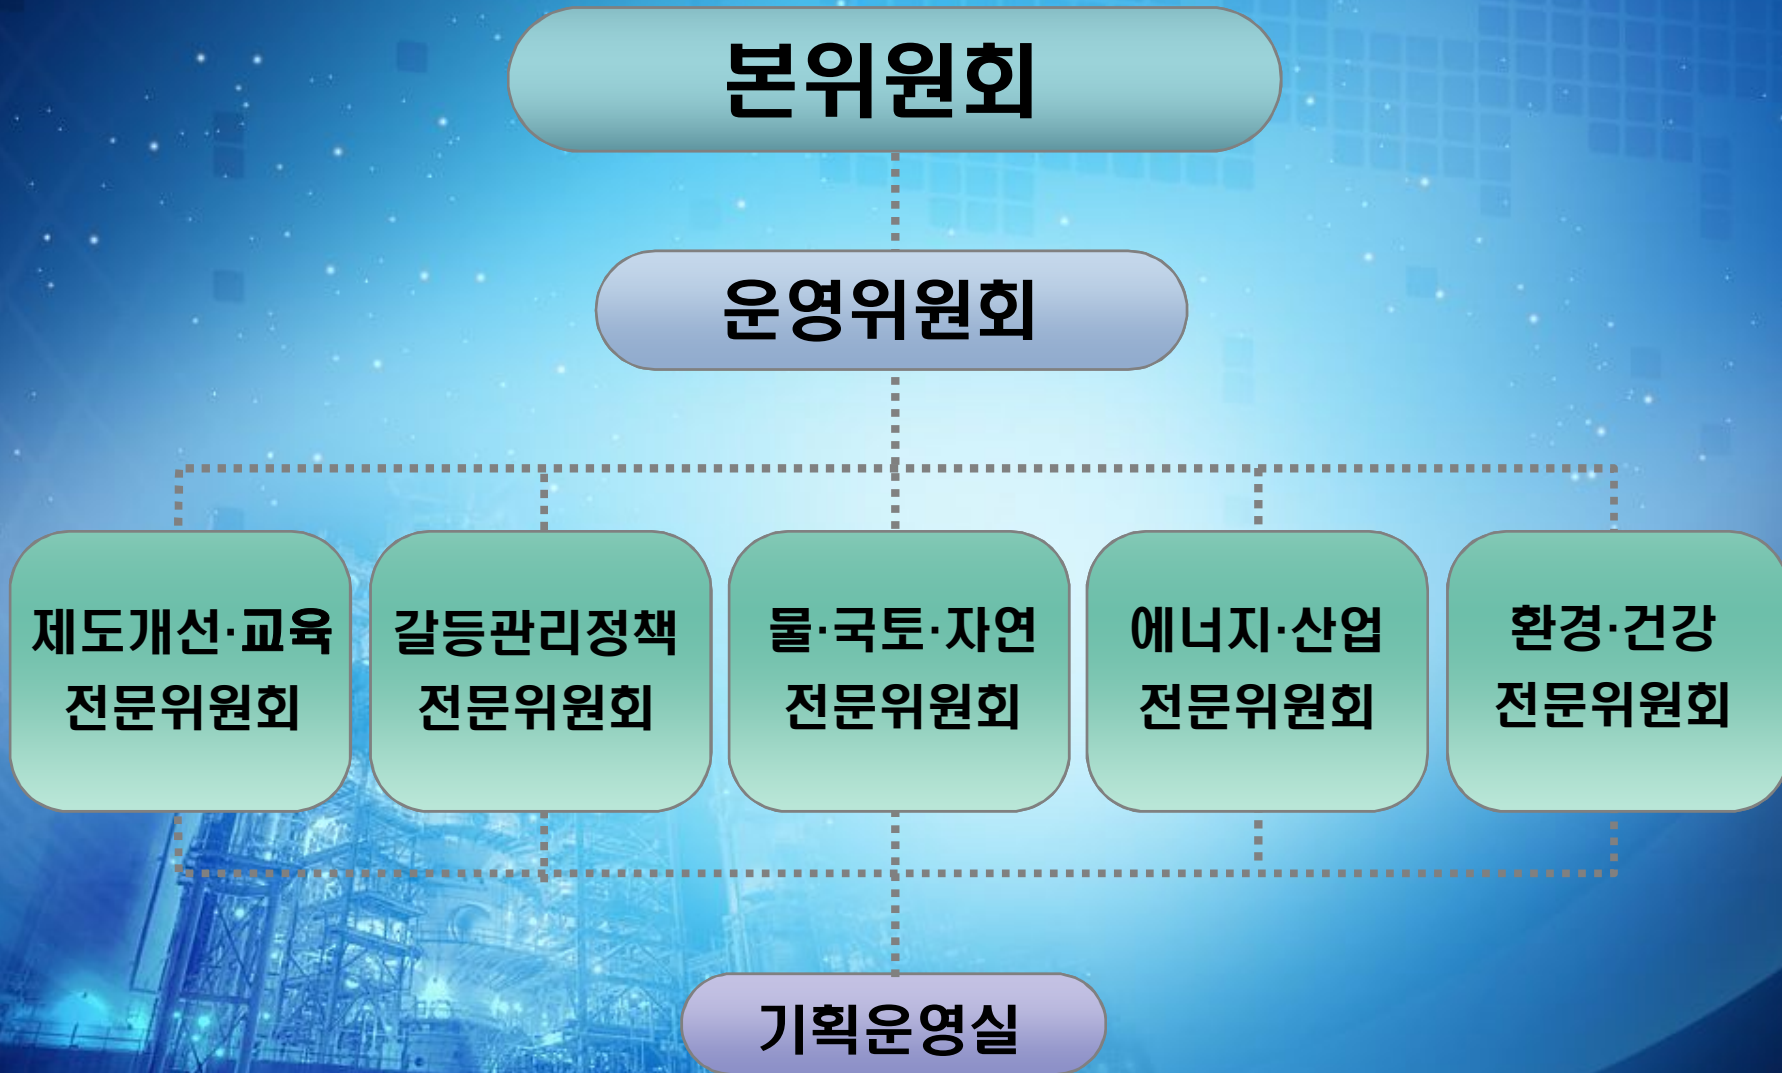 본위원회
운영위원회
제도개선·교육
전문위원회
갈등관리정책
전문위원회
물·국토·자연
전문위원회
에너지·산업
전문위원회
환경·건강
전문위원회
기획운영실